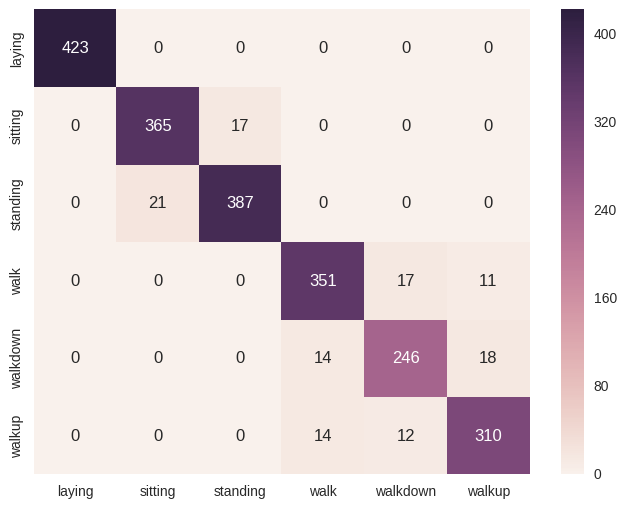 laying 423 0 0 0 0 0
sitting 0 365 17 0 0 0
standing 0 21 387 0 0 0
walk 0 0 0 351 17 11
walkdown 0 0 0 14 246 18
walkup 0 0 0 14 12 310
laying sitting standing walk walkdown walkup
400
320
240
160
80
0